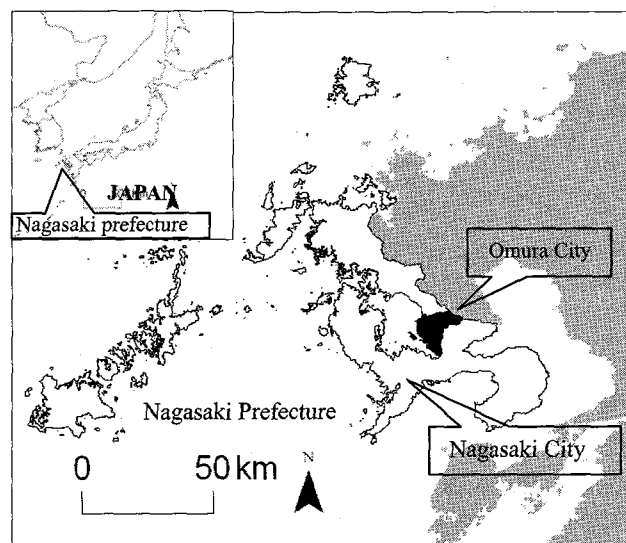 JAPAN
Nagasaki prefecture
Omura City
Nagasaki Prefecture
Nagasaki City
0 50 km
N